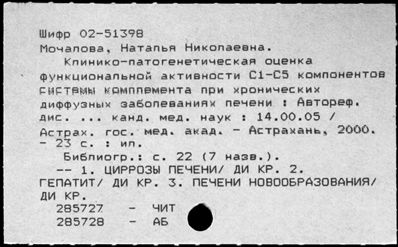 Шифр 02-51398
Мочалова, Наталья Николаевна.
Клинико-патогенетическая оценка
функциональной активности С1-С5 компонентов
системы комплемента при хронических
диффузных заболеваниях печени : Автореф.
дис. ... канд. мед. наук : 14.00.05 /
Астрах. гос. мед. акад. - Астрахань, 2000.
- 23 с. : ил.
Библиогр.: с. 22 (7 назв.).
-- 1. ЦИРРОЗЫ ПЕЧЕНИ/ ДИ КР. 2.
ГЕПАТИТ/ ДИ КР. 3. ПЕЧЕНИ НОВООБРАЗОВАНИЯ/
ДИ КР.
285727 - ЧИТ
285728 - АБ